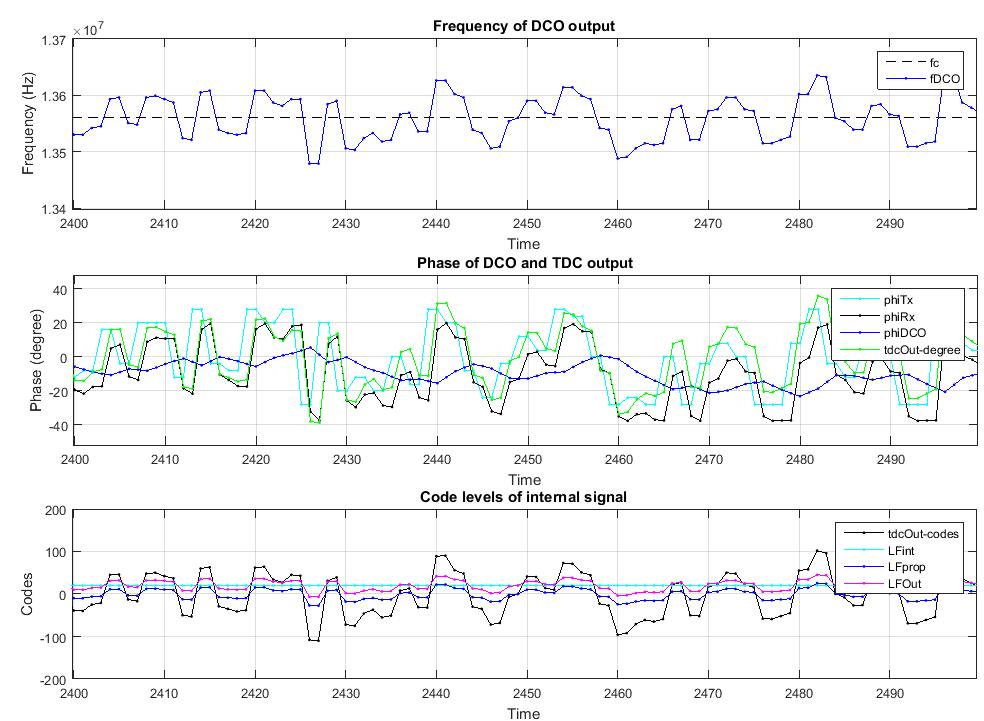 Frequency of DCO output
×10^7
1.37
1.36
1.35
1.34
Frequency (Hz)
fc
fDCO
2400 2410 2420 2430 2440 2450 2460 2470 2480 2490
Time
Phase of DCO and TDC output
40
20
0
-20
-40
Phase (degree)
phiTx
phiRx
phiDCO
tdcOut-degree
2400 2410 2420 2430 2440 2450 2460 2470 2480 2490
Time
Code levels of internal signal
200
100
0
-100
-200
Codes
tdcOut-codes
LFint
LFprop
LFOut
2400 2410 2420 2430 2440 2450 2460 2470 2480 2490
Time